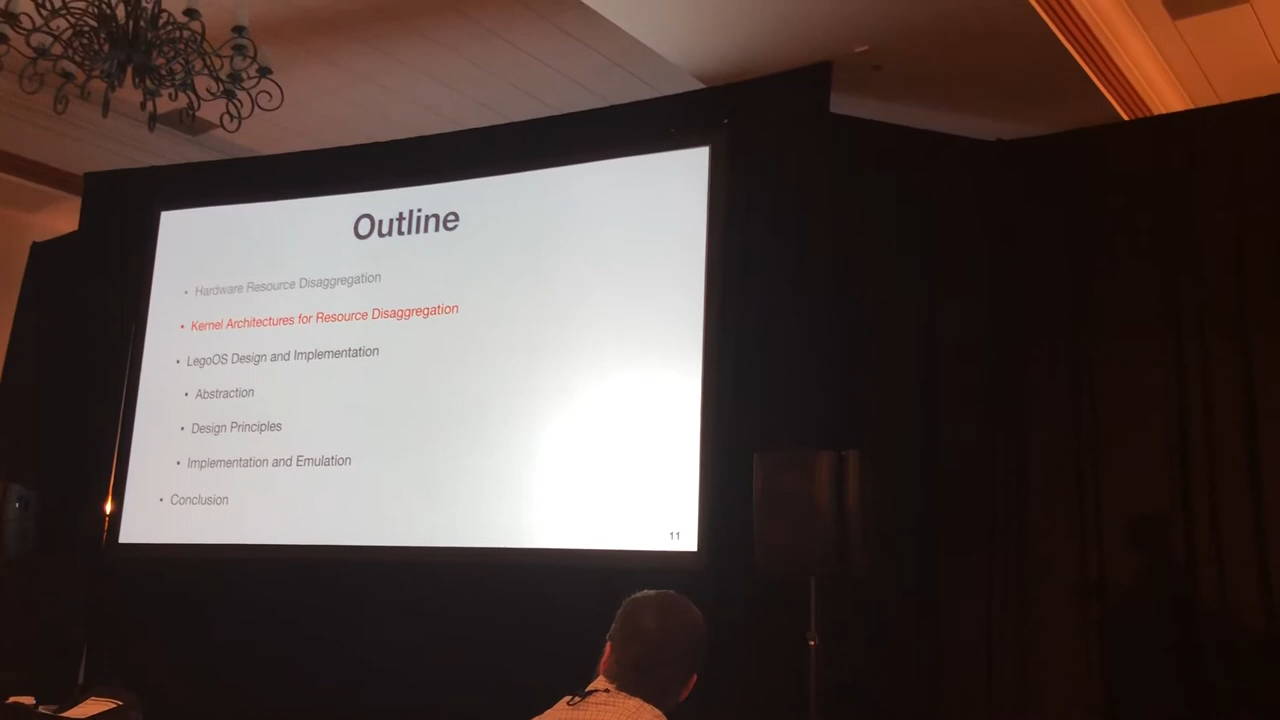 Outline
• Hardware Resource Disaggregation
• Kernel Architectures for Resource Disaggregation
• LegoOS Design and Implementation
• Abstraction
• Design Principles
• Implementation and Emulation
• Conclusion
11